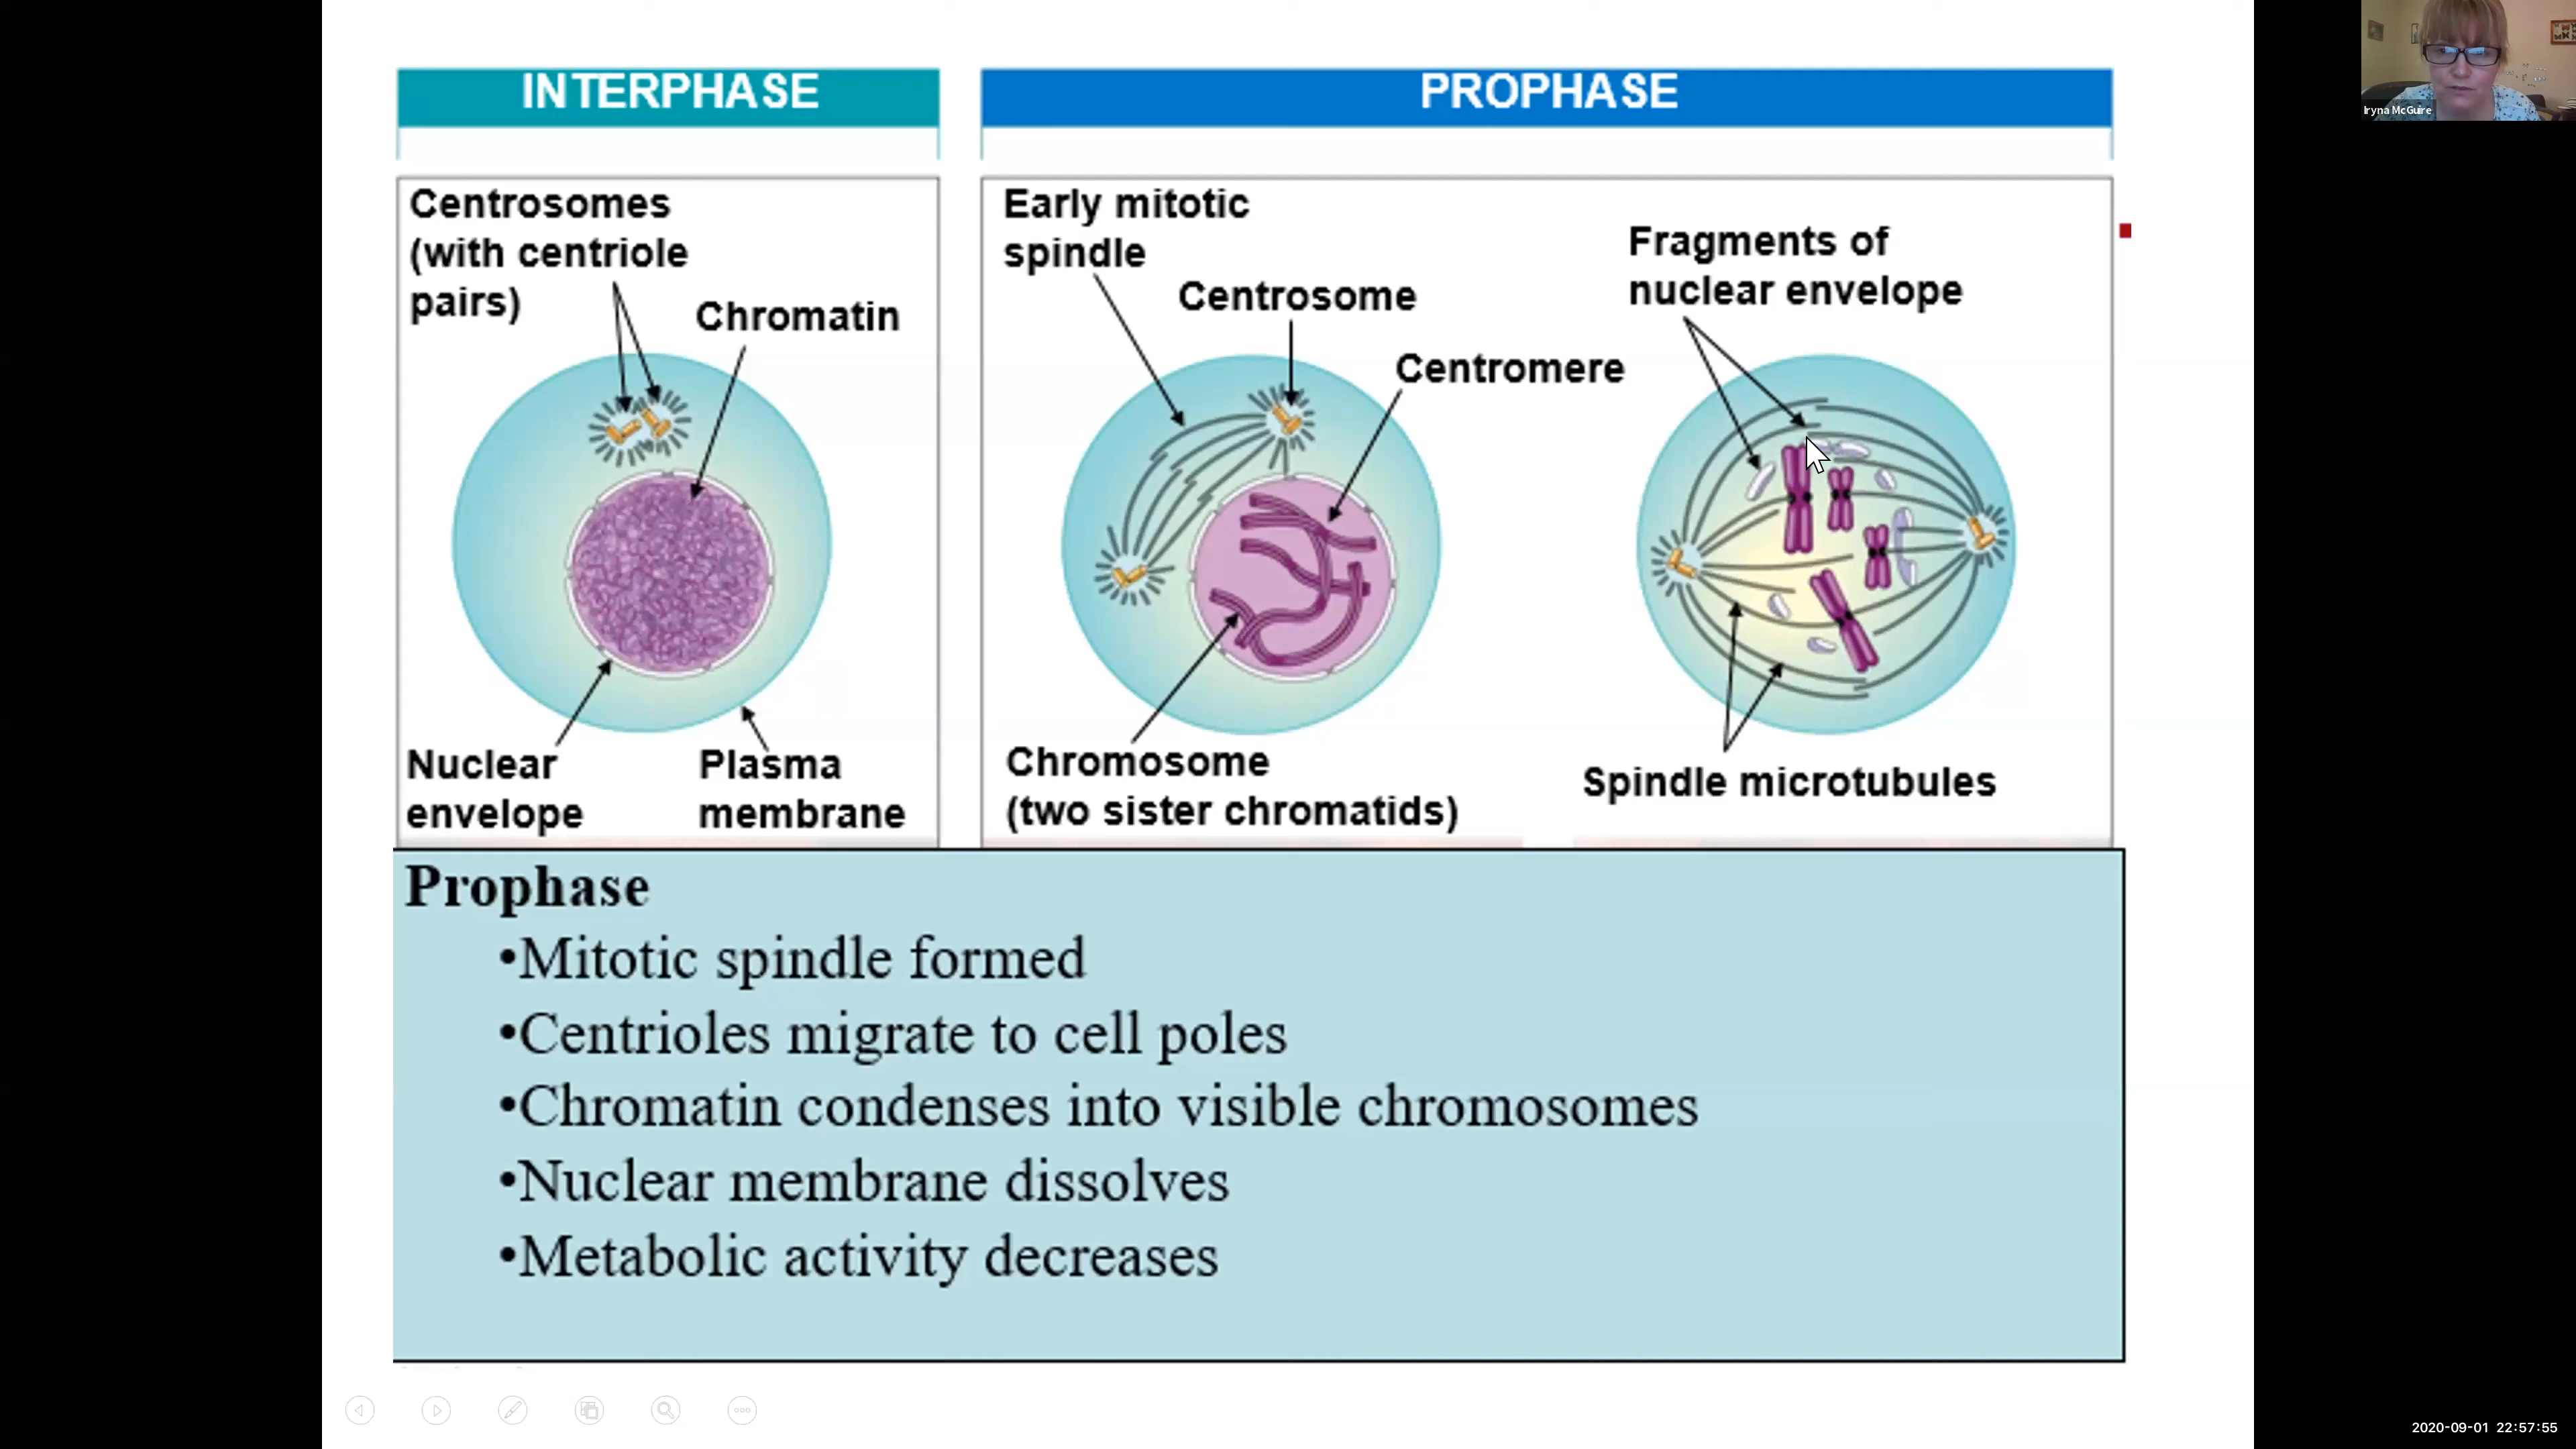 INTERPHASE
PROPHASE
Centrosomes
(with centriole
pairs)
Chromatin
Nuclear
envelope
Plasma
membrane
Early mitotic
spindle
Centrosome
Centromere
Chromosome
(two sister chromatids)
Fragments of
nuclear envelope
Spindle microtubules
Prophase
•Mitotic spindle formed
•Centrioles migrate to cell poles
•Chromatin condenses into visible chromosomes
•Nuclear membrane dissolves
•Metabolic activity decreases
Iryna McGuire
2020-09-01 22:57:55